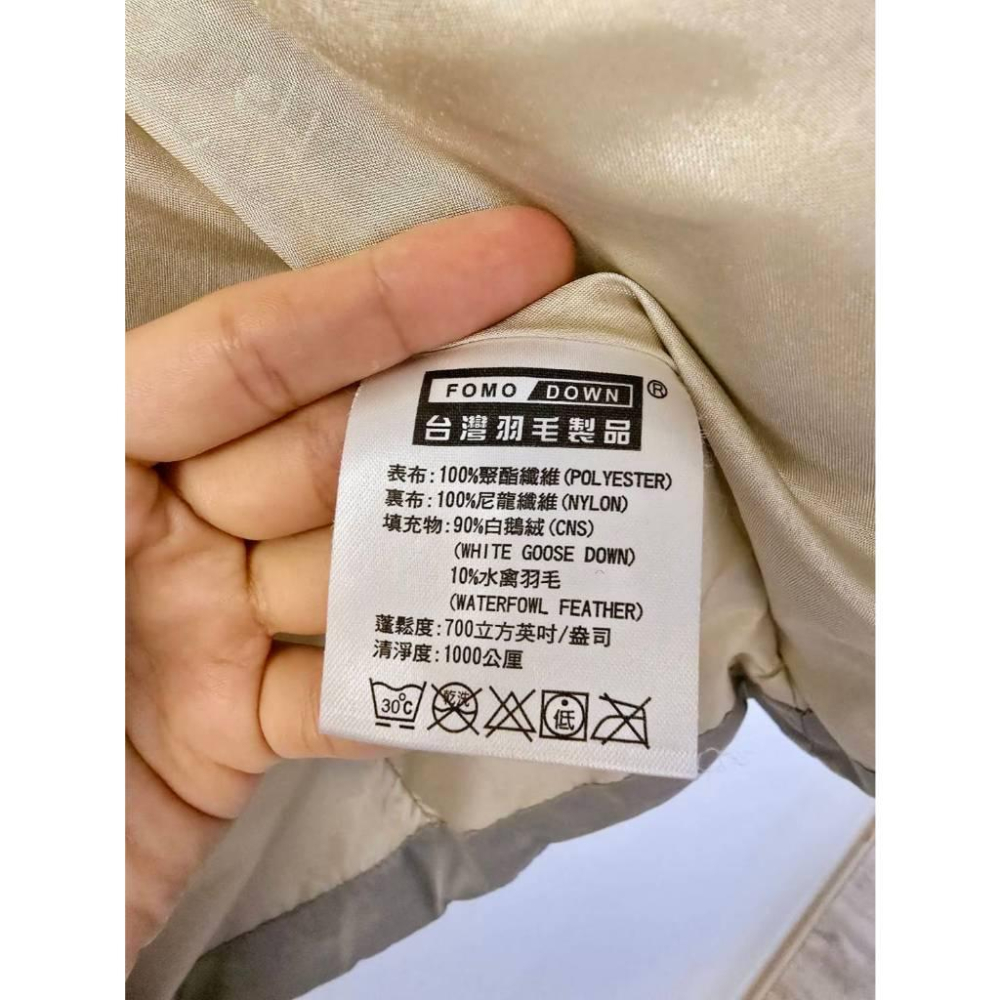 FOMO DOWN ®
台灣羽毛製品
表布:100%聚酯纖維(POLYESTER)
裏布:100%尼龍纖維(NYLON)
填充物:90%白鵝絨(CNS)
(WHITE GOOSE DOWN)
10%水禽羽毛
(WATERFOWL FEATHER)
蓬鬆度:700立方英吋/盎司
清淨度:1000公厘
30°C 乾洗 低